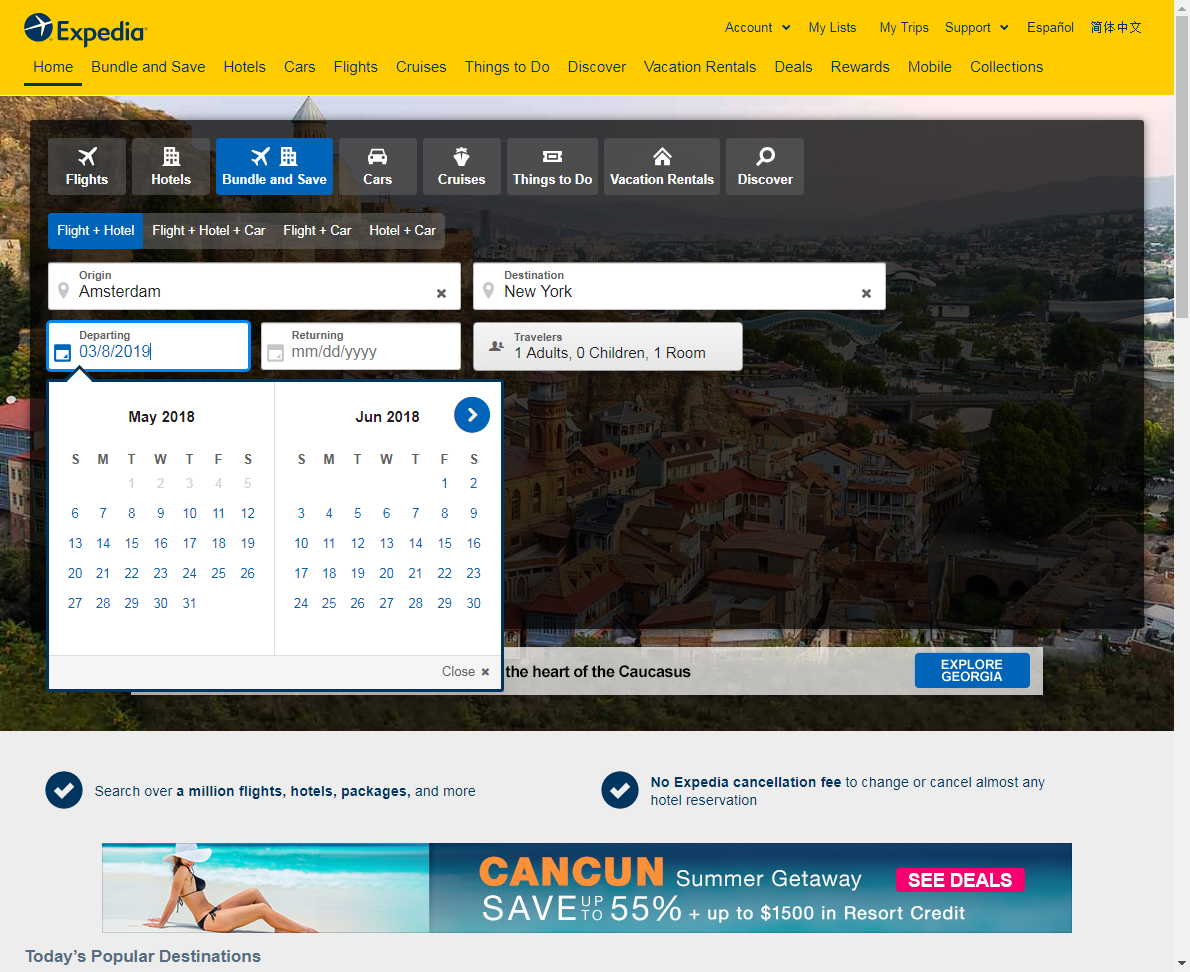 Expedia
Account My Lists My Trips Support Español 简体中文
Home Bundle and Save Hotels Cars Flights Cruises Things to Do Discover Vacation Rentals Deals Rewards Mobile Collections
Flights Hotels Bundle and Save Cars Cruises Things to Do Vacation Rentals Discover
Flight + Hotel Flight + Hotel + Car Flight + Car Hotel + Car
Origin
Amsterdam
Destination
New York
Departing
03/8/2019
Returning
mm/dd/yyyy
Travelers
1 Adults, 0 Children, 1 Room
May 2018
S M T W T F S
1 2 3 4 5
6 7 8 9 10 11 12
13 14 15 16 17 18 19
20 21 22 23 24 25 26
27 28 29 30 31
Jun 2018
S M T W T F S
1 2
3 4 5 6 7 8 9
10 11 12 13 14 15 16
17 18 19 20 21 22 23
24 25 26 27 28 29 30
Close
the heart of the Caucasus
EXPLORE
GEORGIA
Search over a million flights, hotels, packages, and more
No Expedia cancellation fee to change or cancel almost any
hotel reservation
CANCUN Summer Getaway SEE DEALS
SAVE UP TO 55% + up to $1500 in Resort Credit
Today's Popular Destinations